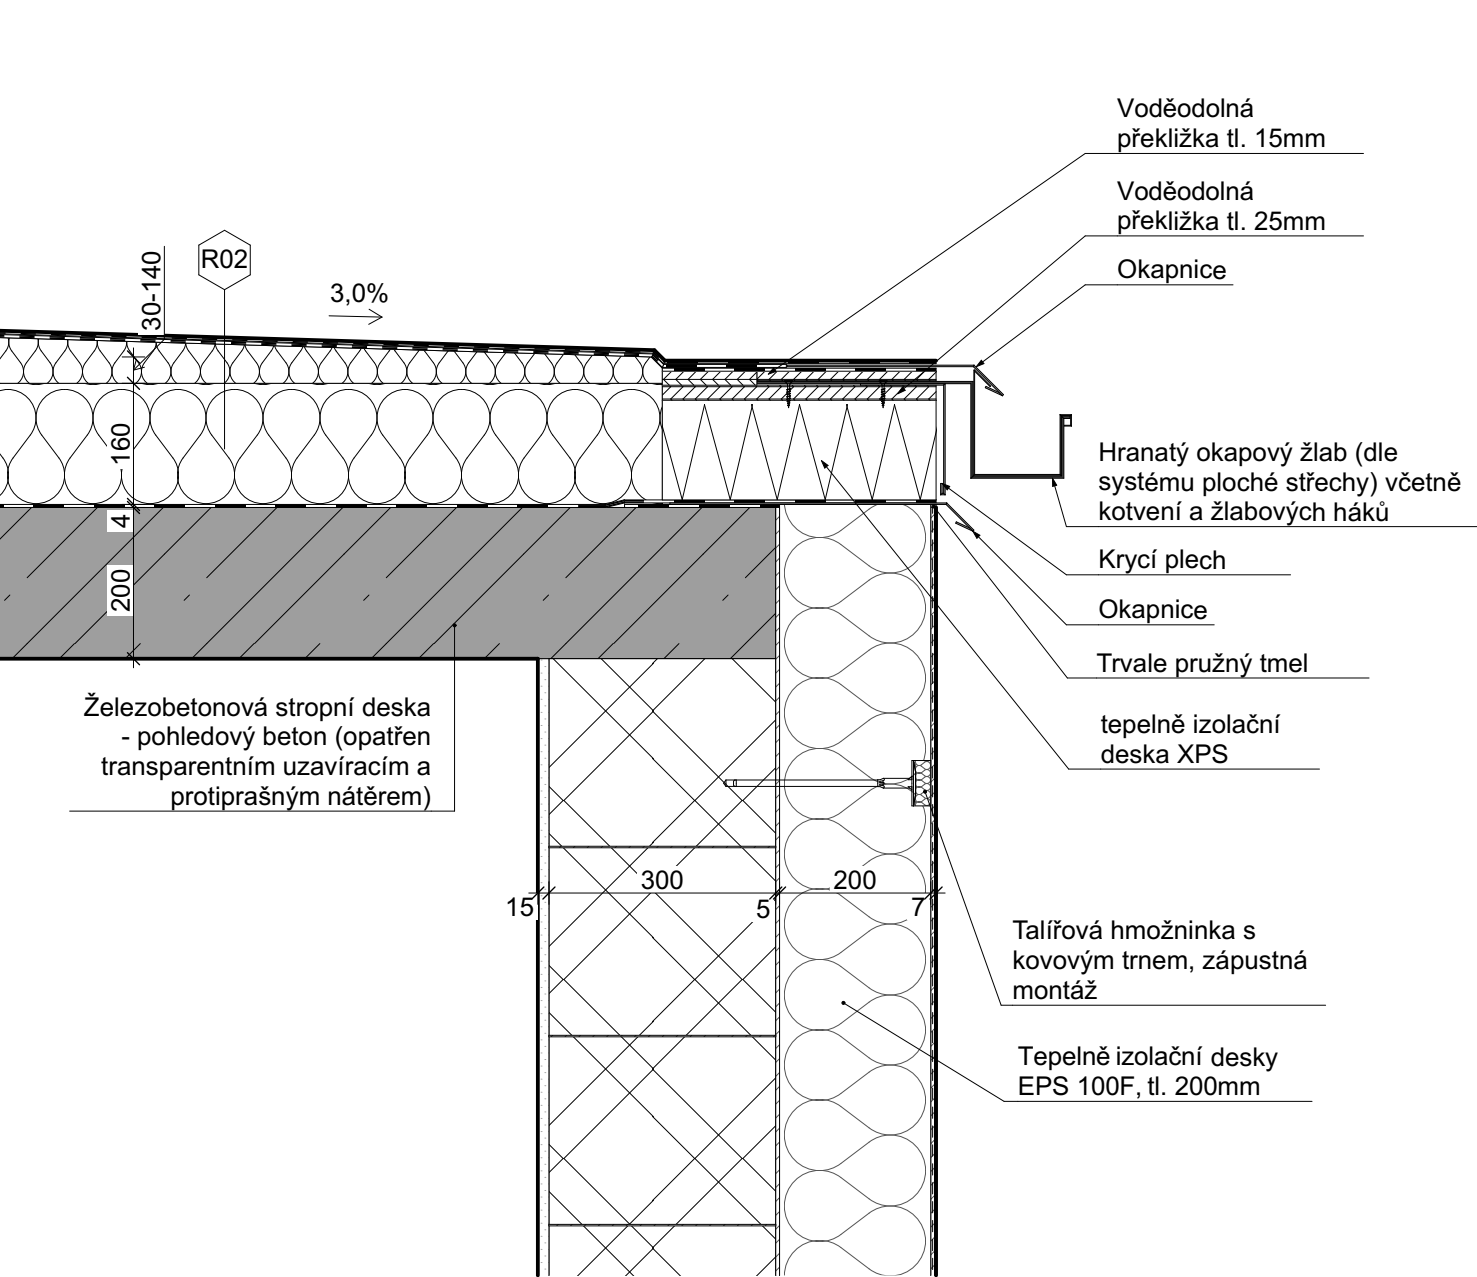 Voděodolná
překližka tl. 15mm
Voděodolná
překližka tl. 25mm
Okapnice
R02
30-140
3,0%
160
4
200
Hranatý okapový žlab (dle
systému ploché střechy) včetně
kotvení a žlabových háků
Krycí plech
Okapnice
Trvale pružný tmel
tepelně izolační
deska XPS
Železobetonová stropní deska
- pohledový beton (opatřen
transparentním uzavíracím a
protiprašným nátěrem)
300
200
15
5
7
Talířová hmožninka s
kovovým trnem, zápustná
montáž
Tepelně izolační desky
EPS 100F, tl. 200mm